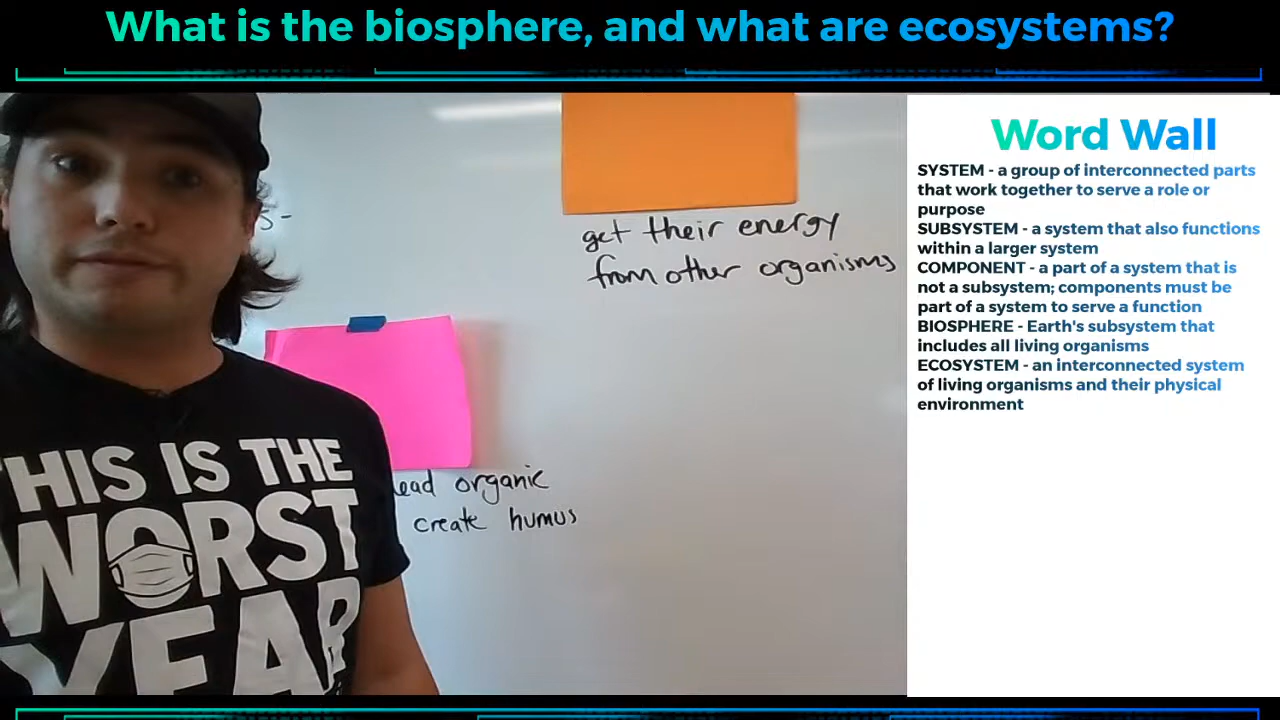 What is the biosphere, and what are ecosystems?
get their energy
from other organisms
organic
create humus
THIS IS THE
WORST
YEAR
Word Wall
SYSTEM - a group of interconnected parts
that work together to serve a role or
purpose
SUBSYSTEM - a system that also functions
within a larger system
COMPONENT - a part of a system that is
not a subsystem; components must be
part of a system to serve a function
BIOSPHERE - Earth's subsystem that
includes all living organisms
ECOSYSTEM - an interconnected system
of living organisms and their physical
environment